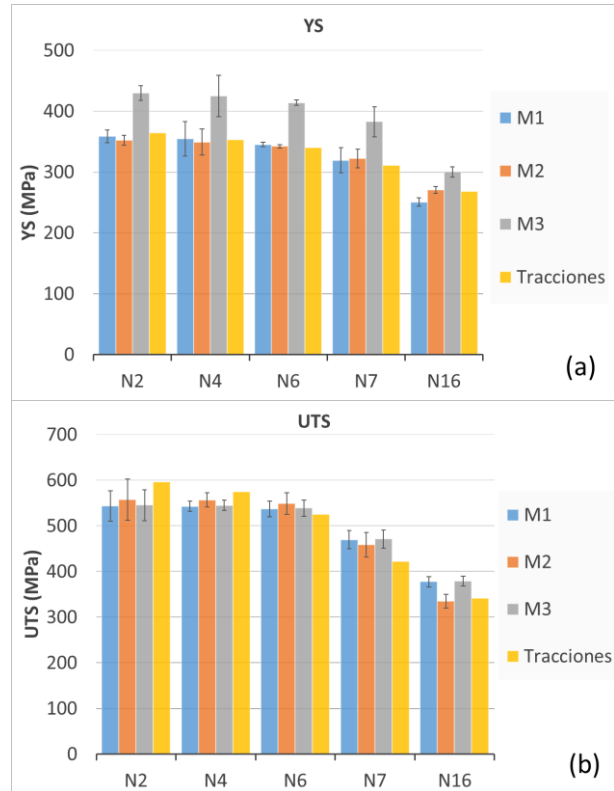 YS
500
400
300
200
100
0
YS (MPa)
N2 N4 N6 N7 N16
M1
M2
M3
Tracciones
(a)
UTS
700
600
500
400
300
200
100
0
UTS (MPa)
N2 N4 N6 N7 N16
M1
M2
M3
Tracciones
(b)